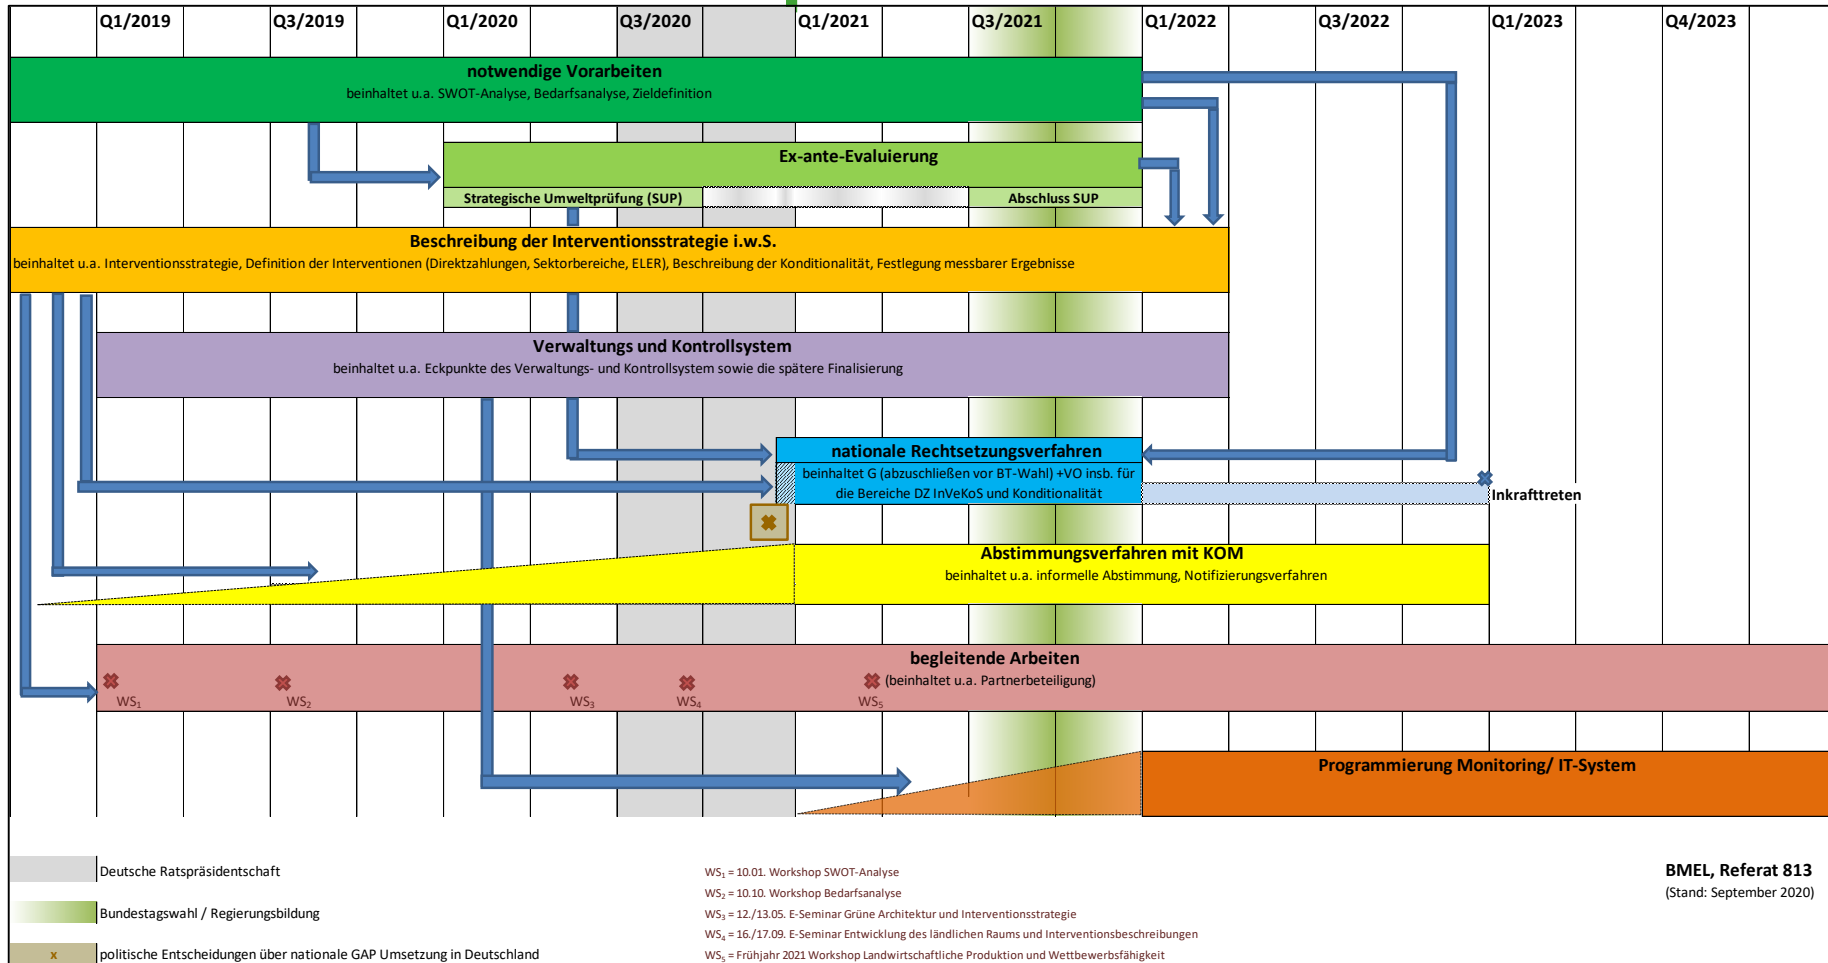 Q1/2019 Q3/2019 Q1/2020 Q3/2020 Q1/2021 Q3/2021 Q1/2022 Q3/2022 Q1/2023 Q4/2023
notwendige Vorarbeiten
beinhaltet u.a. SWOT-Analyse, Bedarfsanalyse, Zieldefinition
Ex-ante-Evaluierung
Strategische Umweltprüfung (SUP) Abschluss SUP
Beschreibung der Interventionsstrategie i.w.S.
beinhaltet u.a. Interventionsstrategie, Definition der Interventionen (Direktzahlungen, Sektorbereiche, ELER), Beschreibung der Konditionalität, Festlegung messbarer Ergebnisse
Verwaltungs und Kontrollsystem
beinhaltet u.a. Eckpunkte des Verwaltungs- und Kontrollsystem sowie die spätere Finalisierung
nationale Rechtsetzungsverfahren
beinhaltet G (abzuschließen vor BT-Wahl) +VO insb. für
die Bereiche DZ InVeKoS und Konditionalität
Inkrafttreten
Abstimmungsverfahren mit KOM
beinhaltet u.a. informelle Abstimmung, Notifizierungsverfahren
begleitende Arbeiten
(beinhaltet u.a. Partnerbeteiligung)
WS₁ WS₂ WS₃ WS₄ WS₅
Programmierung Monitoring/ IT-System
Deutsche Ratspräsidentschaft
Bundestagswahl / Regierungsbildung
x politische Entscheidungen über nationale GAP Umsetzung in Deutschland
WS₁ = 10.01. Workshop SWOT-Analyse
WS₂ = 10.10. Workshop Bedarfsanalyse
WS₃ = 12./13.05. E-Seminar Grüne Architektur und Interventionsstrategie
WS₄ = 16./17.09. E-Seminar Entwicklung des ländlichen Raums und Interventionsbeschreibungen
WS₅ = Frühjahr 2021 Workshop Landwirtschaftliche Produktion und Wettbewerbsfähigkeit
BMEL, Referat 813
(Stand: September 2020)